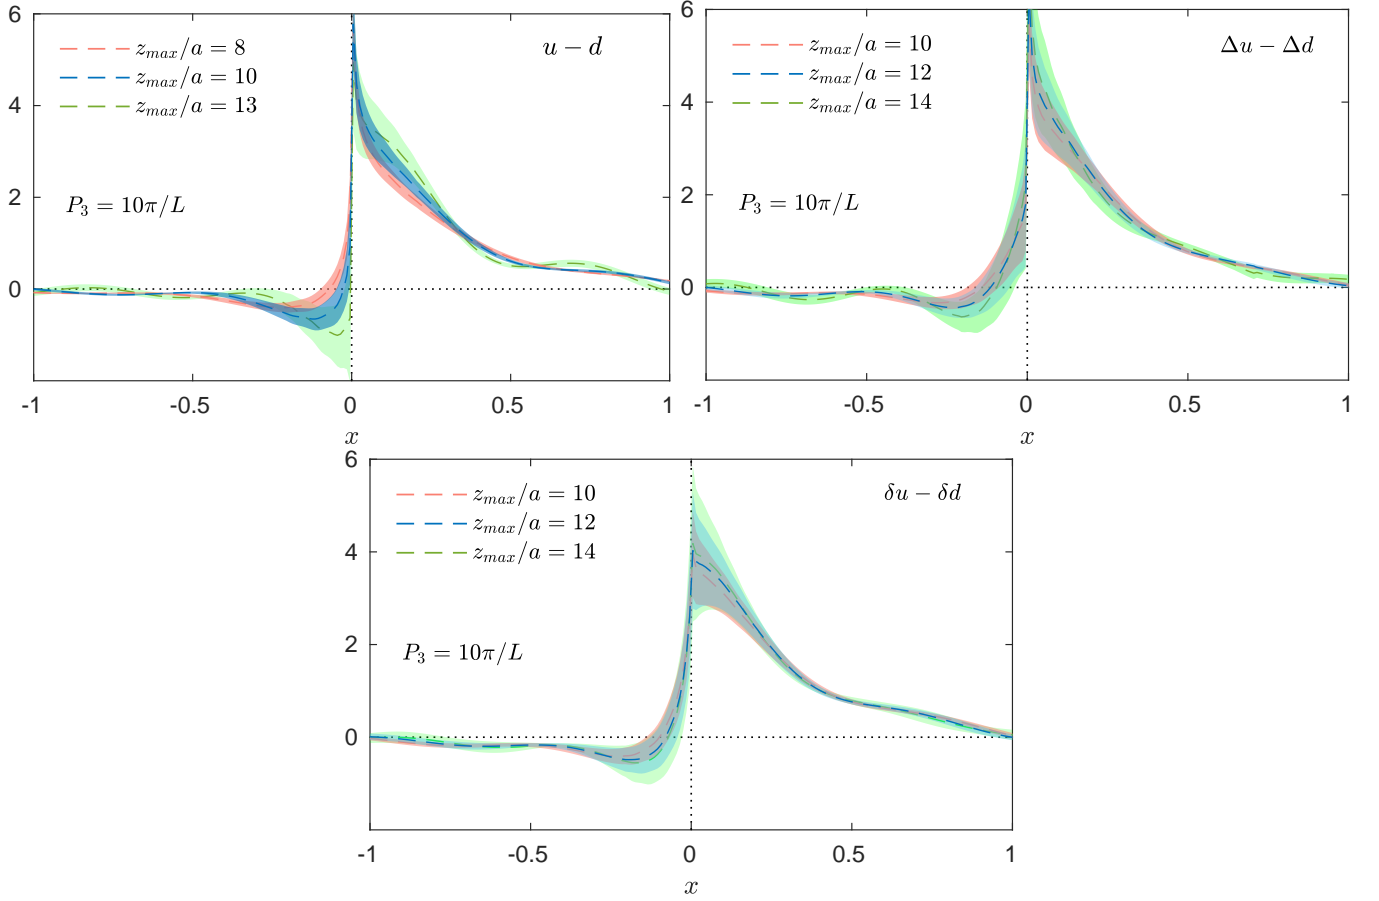 6
4
2
0
z_max/a = 8
z_max/a = 10
z_max/a = 13
u − d
P_3 = 10π/L
-1 -0.5 0 0.5 1
x
6
4
2
0
z_max/a = 10
z_max/a = 12
z_max/a = 14
Δu − Δd
P_3 = 10π/L
-1 -0.5 0 0.5 1
x
6
4
2
0
z_max/a = 10
z_max/a = 12
z_max/a = 14
δu − δd
P_3 = 10π/L
-1 -0.5 0 0.5 1
x